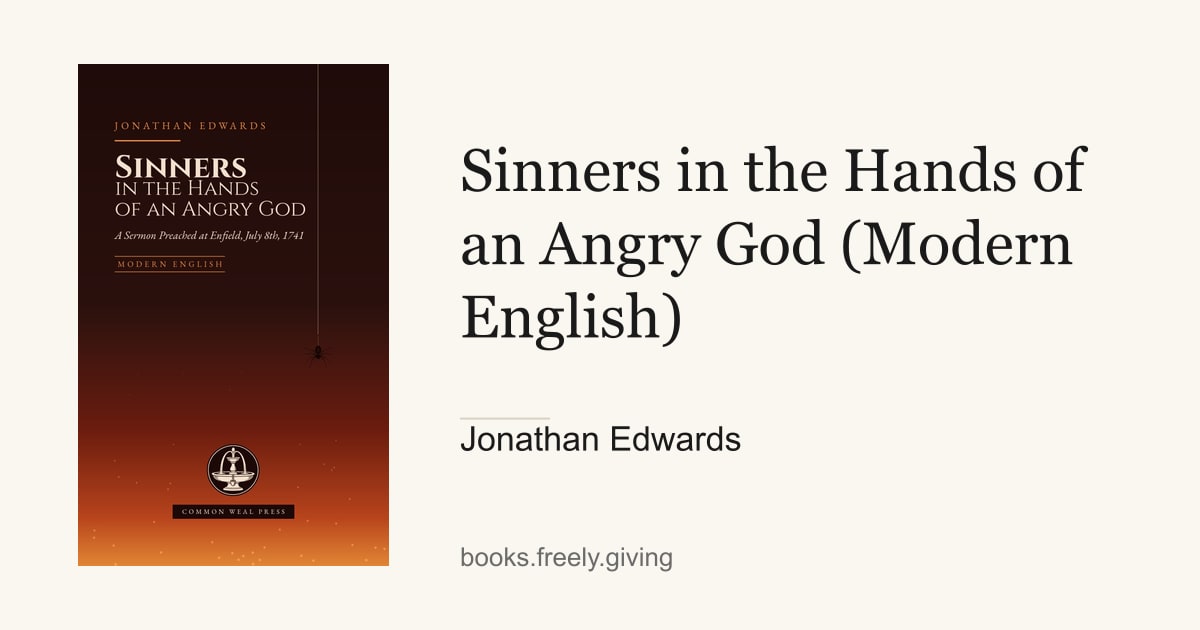 JONATHAN EDWARDS
SINNERS
IN THE HANDS
OF AN ANGRY GOD
A Sermon Preached at Enfield, July 8th, 1741
MODERN ENGLISH
COMMON WEAL PRESS
Sinners in the Hands of
an Angry God (Modern
English)
Jonathan Edwards
books.freely.giving